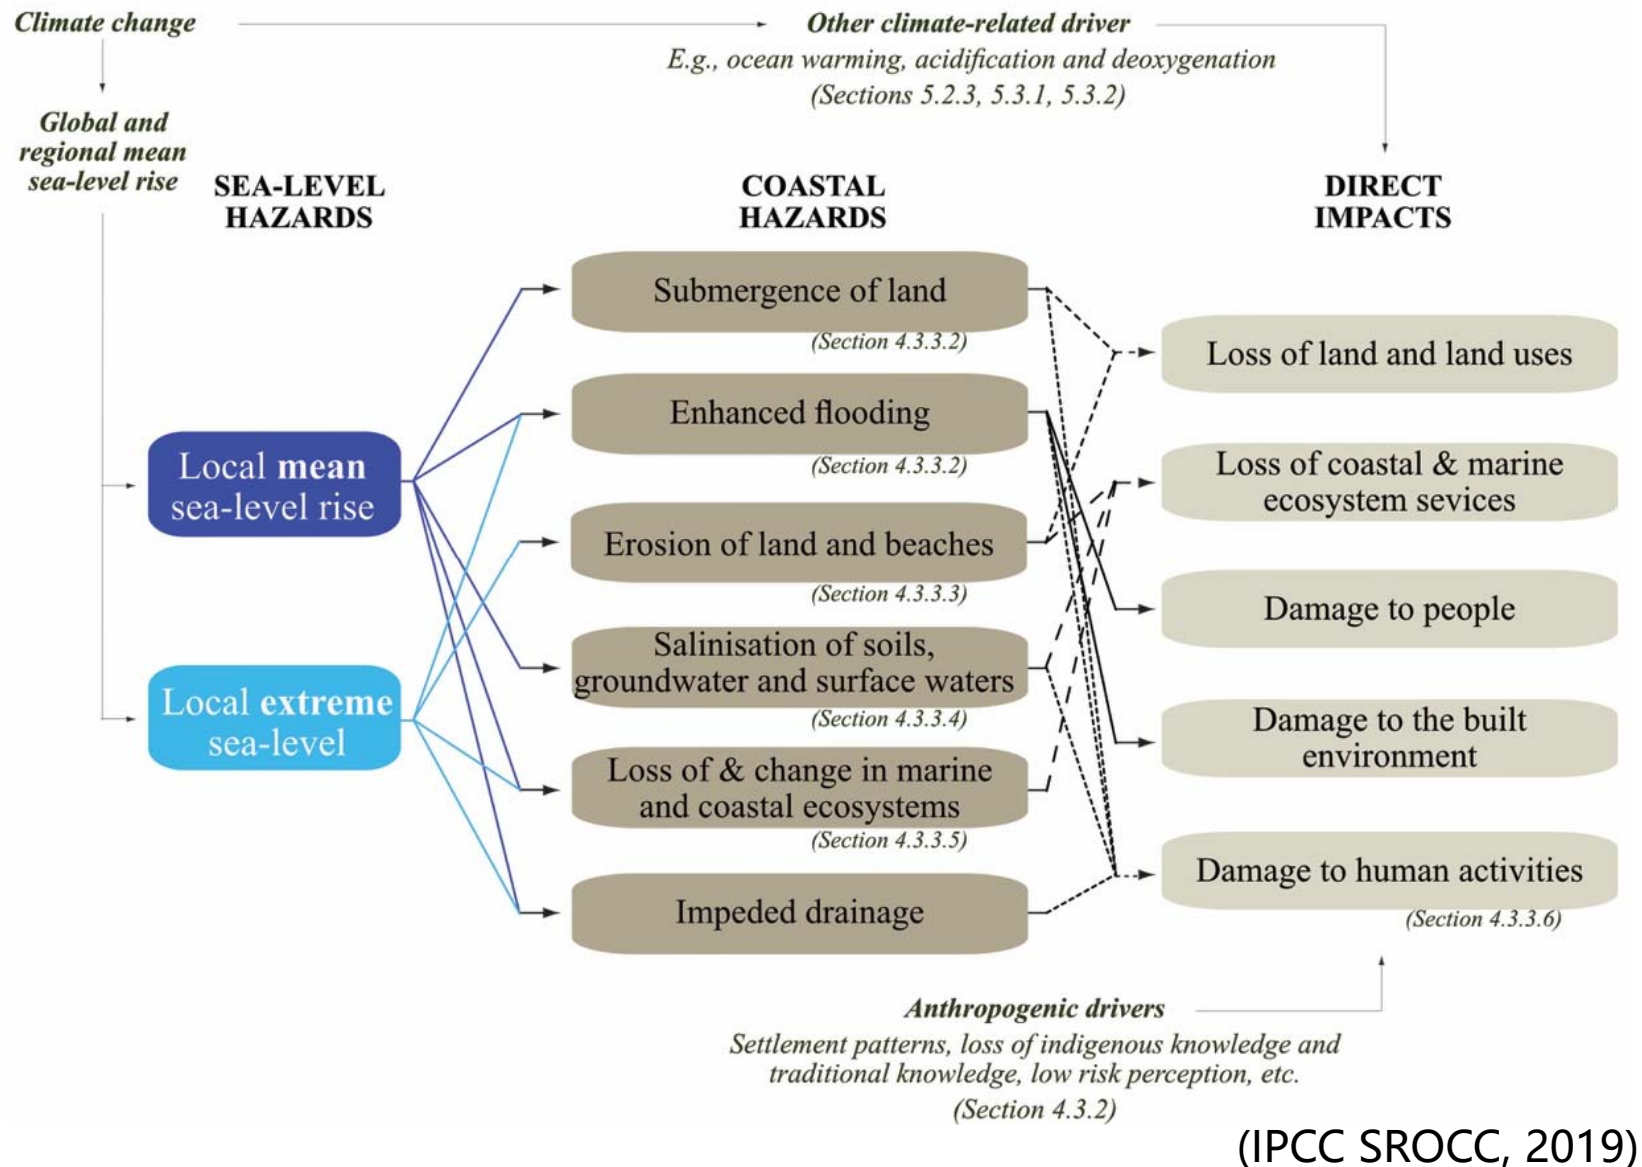 Climate change
Other climate-related driver
E.g., ocean warming, acidification and deoxygenation
(Sections 5.2.3, 5.3.1, 5.3.2)
Global and
regional mean
sea-level rise
SEA-LEVEL
HAZARDS
COASTAL
HAZARDS
DIRECT
IMPACTS
Local mean
sea-level rise
Local extreme
sea-level
Submergence of land
(Section 4.3.3.2)
Enhanced flooding
(Section 4.3.3.2)
Erosion of land and beaches
(Section 4.3.3.3)
Salinisation of soils,
groundwater and surface waters
(Section 4.3.3.4)
Loss of & change in marine
and coastal ecosystems
(Section 4.3.3.5)
Impeded drainage
Loss of land and land uses
Loss of coastal & marine
ecosystem sevices
Damage to people
Damage to the built
environment
Damage to human activities
(Section 4.3.3.6)
Anthropogenic drivers
Settlement patterns, loss of indigenous knowledge and
traditional knowledge, low risk perception, etc.
(Section 4.3.2)
(IPCC SROCC, 2019)